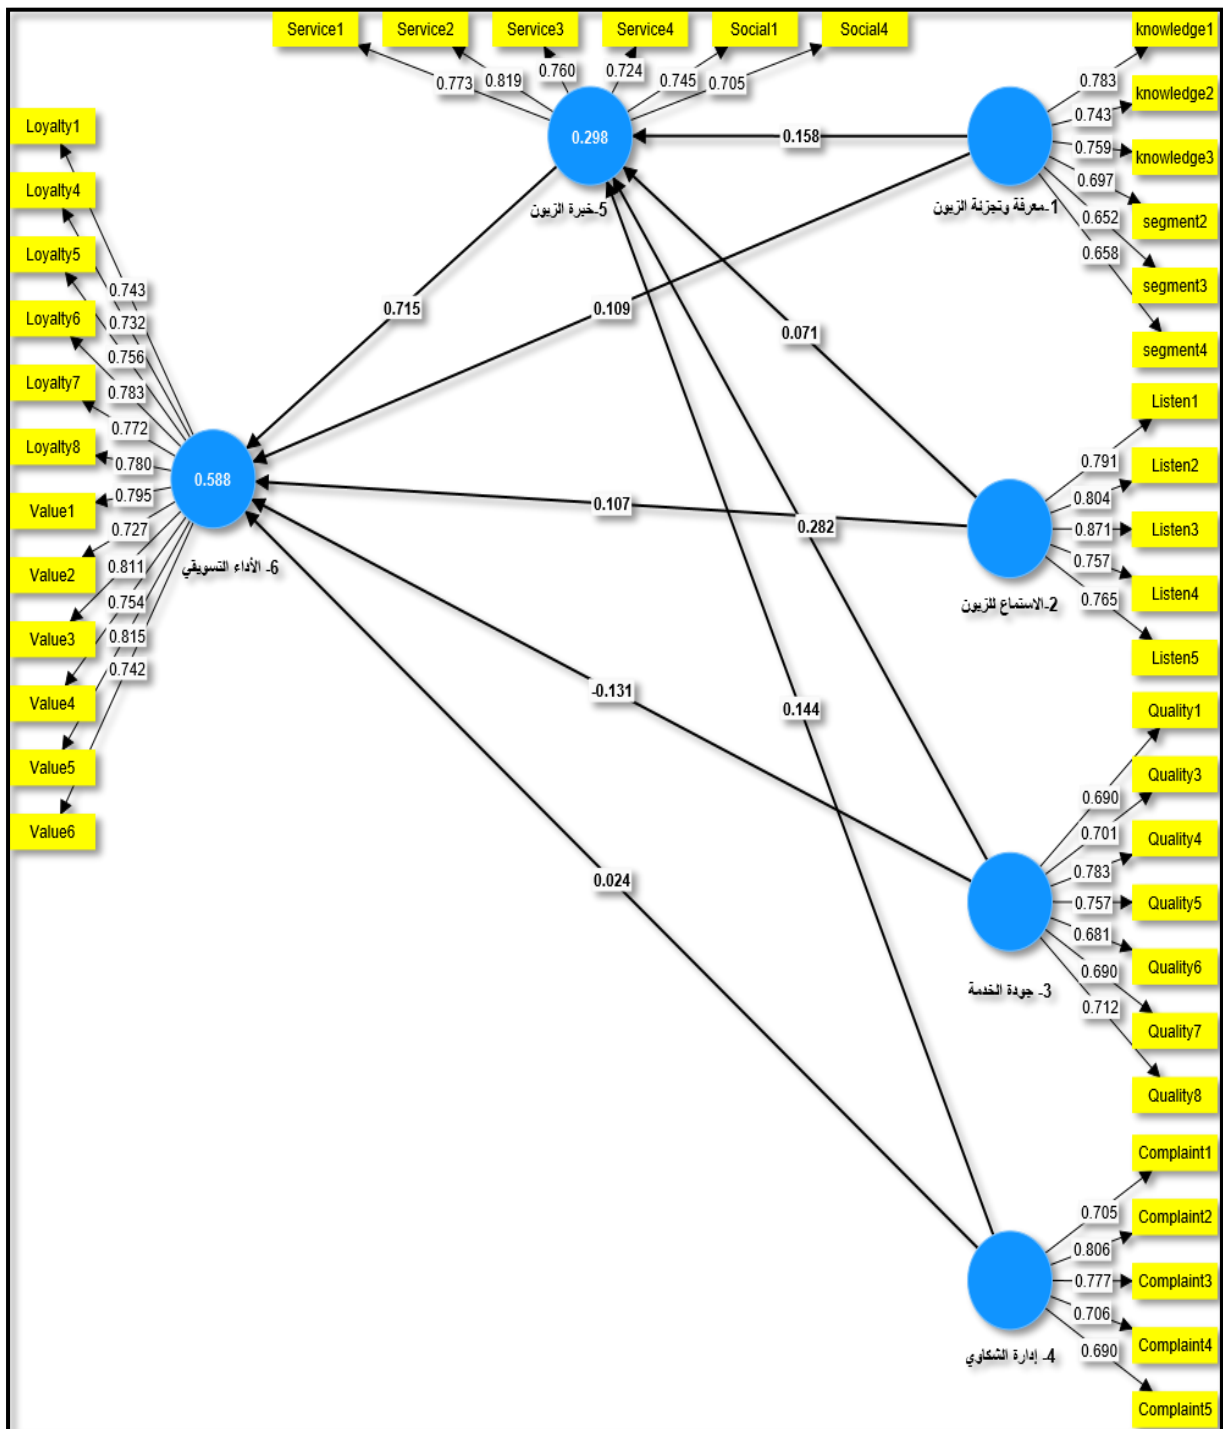 Service1
Service2
Service3
Service4
Social1
Social4
0.773
0.819
0.760
0.724
0.745
0.705
0.298
5-خبرة الزبون
knowledge1
knowledge2
knowledge3
segment2
segment3
segment4
0.783
0.743
0.759
0.697
0.652
0.658
1-معرفة وتجزئة الزبون
0.158
0.109
0.071
0.715
Loyalty1
Loyalty4
Loyalty5
Loyalty6
Loyalty7
Loyalty8
Value1
Value2
Value3
Value4
Value5
Value6
0.743
0.732
0.756
0.783
0.772
0.780
0.795
0.727
0.811
0.754
0.815
0.742
0.588
6- الأداء التسويقي
Listen1
Listen2
Listen3
Listen4
Listen5
0.791
0.804
0.871
0.757
0.765
2-الاستماع للزبون
0.107
0.282
-0.131
0.144
0.024
Quality1
Quality3
Quality4
Quality5
Quality6
Quality7
Quality8
0.690
0.701
0.783
0.757
0.681
0.690
0.712
3- جودة الخدمة
Complaint1
Complaint2
Complaint3
Complaint4
Complaint5
0.705
0.806
0.777
0.706
0.690
4- إدارة الشكاوي